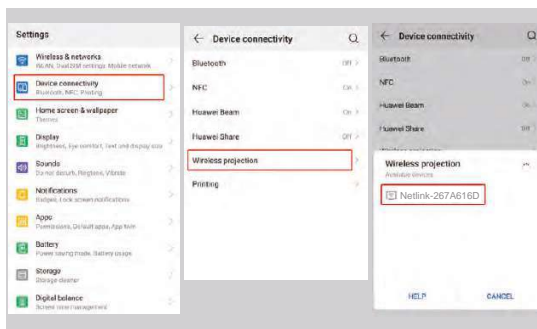 Settings
Wireless & networks
WLAN, Dual SIM settings, Mobile network
Device connectivity
Bluetooth, NFC, Printing
Home screen & wallpaper
Themes
Display
Brightness, Eye comfort, Text and display size
Sounds
Do not disturb, Ringtone, Vibrate
Notifications
Badges, Lock screen notifications
Apps
Permissions, Default apps, App twin
Battery
Power saving mode, Battery usage
Storage
Storage cleaner
Digital balance
Screen time management
Device connectivity
Bluetooth Off
NFC On
Huawei Beam On
Huawei Share Off
Wireless projection
Printing
Device connectivity
Bluetooth Off
NFC On
Huawei Beam On
Huawei Share Off
Wireless projection
Available devices
Netlink-267A616D
HELP CANCEL